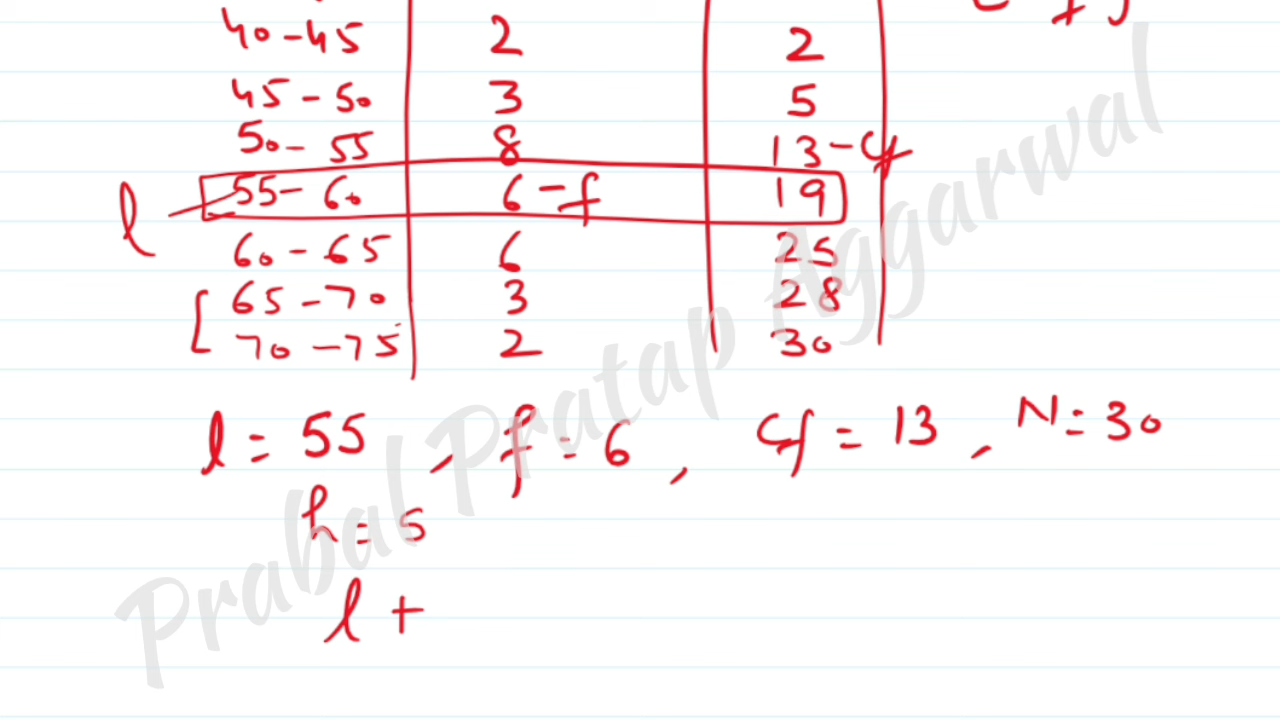 40-45 2 2
45-50 3 5
50-55 8 13-cf
l 55-60 6-f 19
60-65 6 25
65-70 3 28
70-75 2 30
l = 55, f = 6, cf = 13, N = 30
h = 5
l +
Prabal Pratap Aggarwal